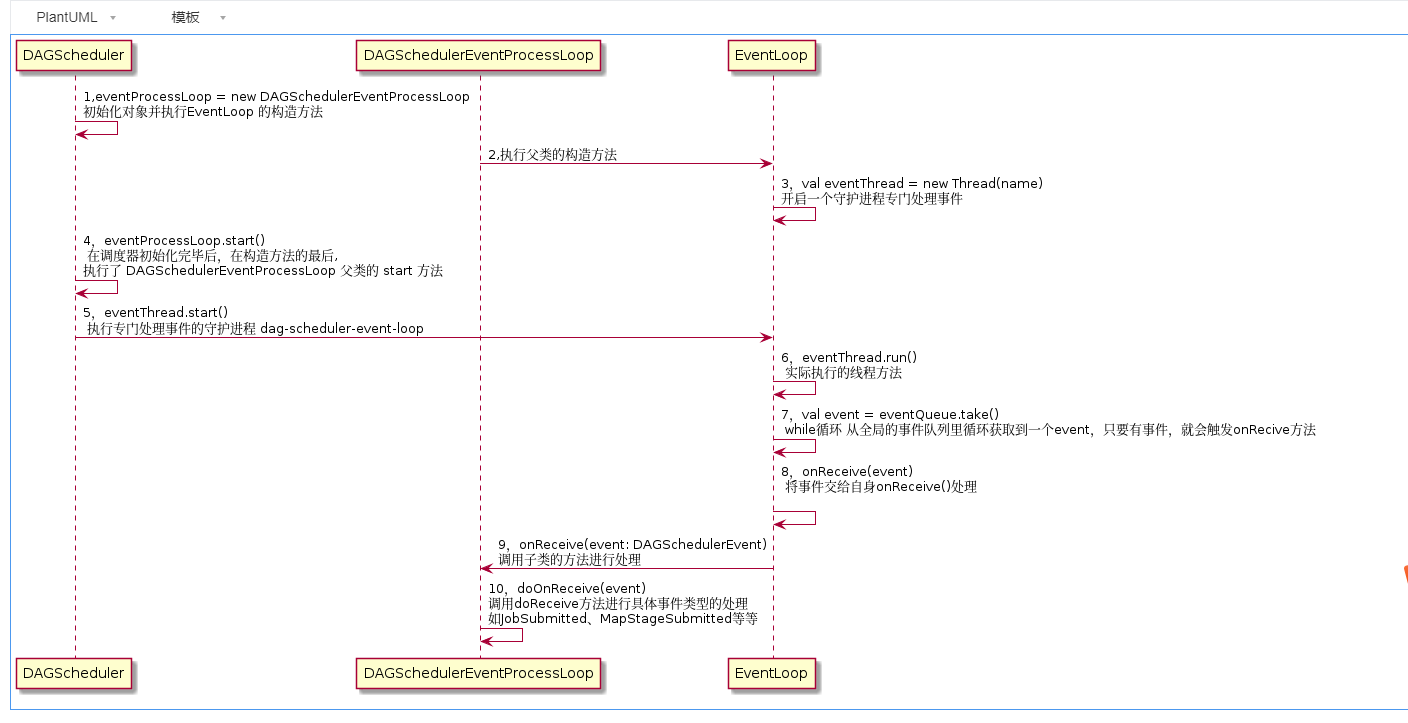 PlantUML 模板
DAGScheduler DAGSchedulerEventProcessLoop EventLoop
1,eventProcessLoop = new DAGSchedulerEventProcessLoop
初始化对象并执行EventLoop 的构造方法
2,执行父类的构造方法
3，val eventThread = new Thread(name)
开启一个守护进程专门处理事件
4，eventProcessLoop.start()
在调度器初始化完毕后，在构造方法的最后，
执行了 DAGSchedulerEventProcessLoop 父类的 start 方法
5，eventThread.start()
执行专门处理事件的守护进程 dag-scheduler-event-loop
6，eventThread.run()
实际执行的线程方法
7，val event = eventQueue.take()
while循环 从全局的事件队列里循环获取到一个event，只要有事件，就会触发onRecive方法
8，onReceive(event)
将事件交给自身onReceive()处理
9，onReceive(event: DAGSchedulerEvent)
调用子类的方法进行处理
10，doOnReceive(event)
调用doReceive方法进行具体事件类型的处理
如JobSubmitted、MapStageSubmitted等等
DAGScheduler DAGSchedulerEventProcessLoop EventLoop